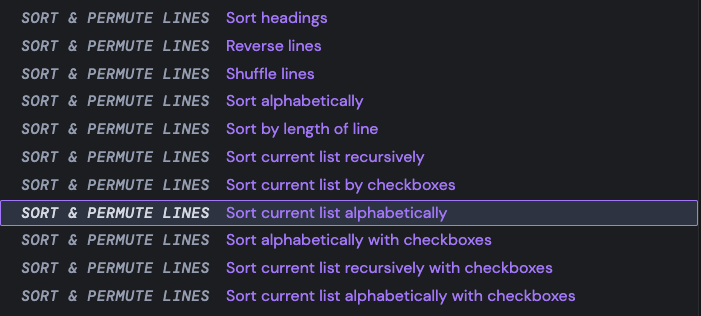 SORT & PERMUTE LINES Sort headings
SORT & PERMUTE LINES Reverse lines
SORT & PERMUTE LINES Shuffle lines
SORT & PERMUTE LINES Sort alphabetically
SORT & PERMUTE LINES Sort by length of line
SORT & PERMUTE LINES Sort current list recursively
SORT & PERMUTE LINES Sort current list by checkboxes
SORT & PERMUTE LINES Sort current list alphabetically
SORT & PERMUTE LINES Sort alphabetically with checkboxes
SORT & PERMUTE LINES Sort current list recursively with checkboxes
SORT & PERMUTE LINES Sort current list alphabetically with checkboxes